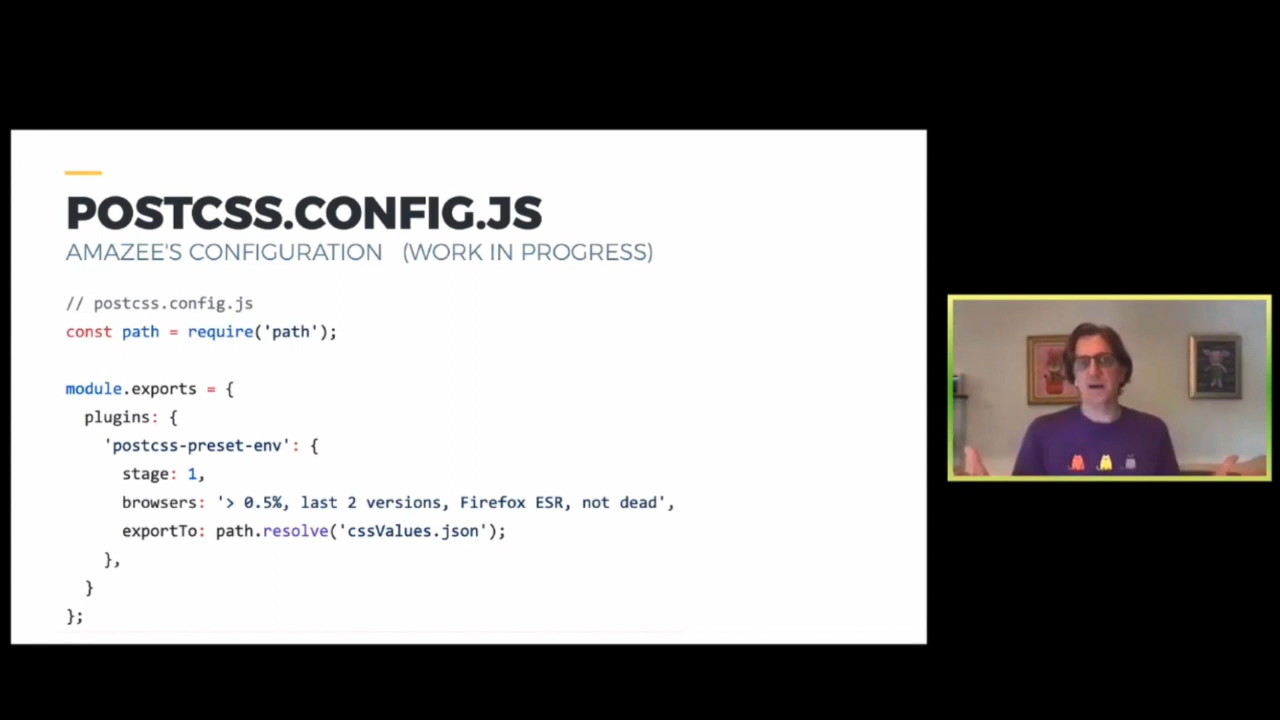 POSTCSS.CONFIG.JS
AMAZEE'S CONFIGURATION (WORK IN PROGRESS)
// postcss.config.js
const path = require('path');
module.exports = {
plugins: {
'postcss-preset-env': {
stage: 1,
browsers: '> 0.5%, last 2 versions, Firefox ESR, not dead',
exportTo: path.resolve('cssValues.json');
},
}
};